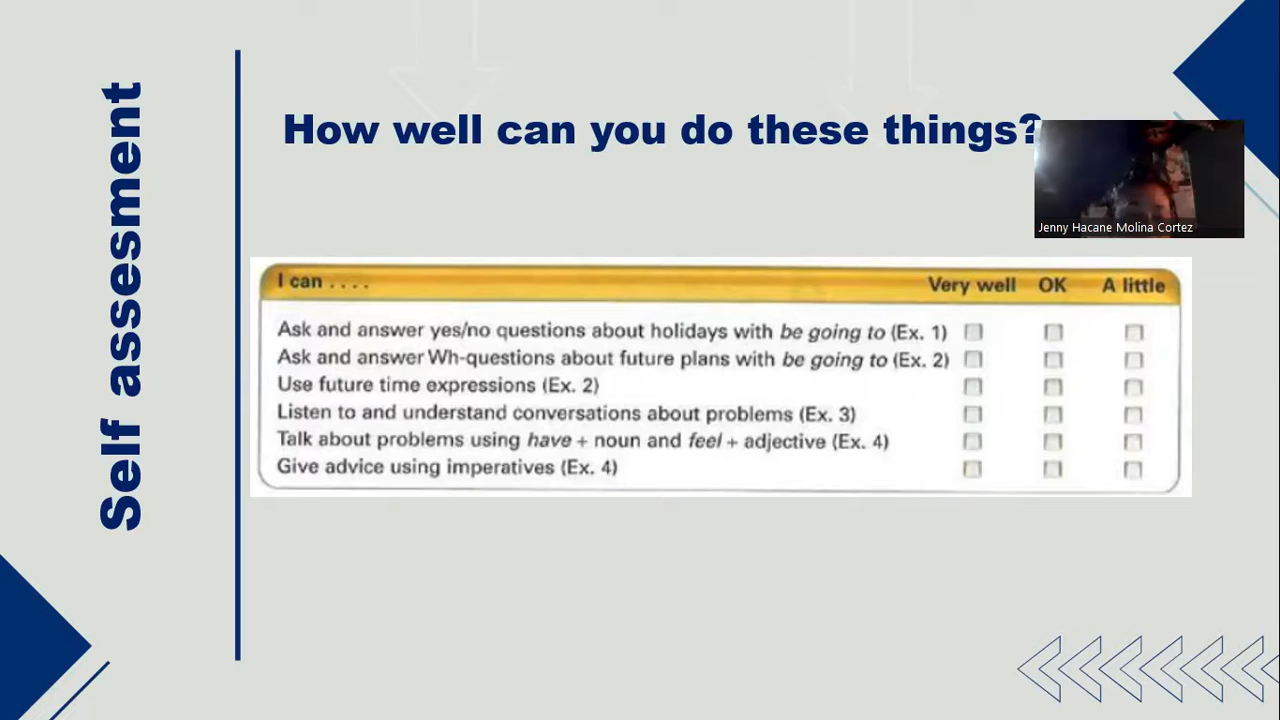 Self assesment
How well can you do these things?
Jenny Hacane Molina Cortez
I can . . . . Very well OK A little
Ask and answer yes/no questions about holidays with be going to (Ex. 1)
Ask and answer Wh-questions about future plans with be going to (Ex. 2)
Use future time expressions (Ex. 2)
Listen to and understand conversations about problems (Ex. 3)
Talk about problems using have + noun and feel + adjective (Ex. 4)
Give advice using imperatives (Ex. 4)